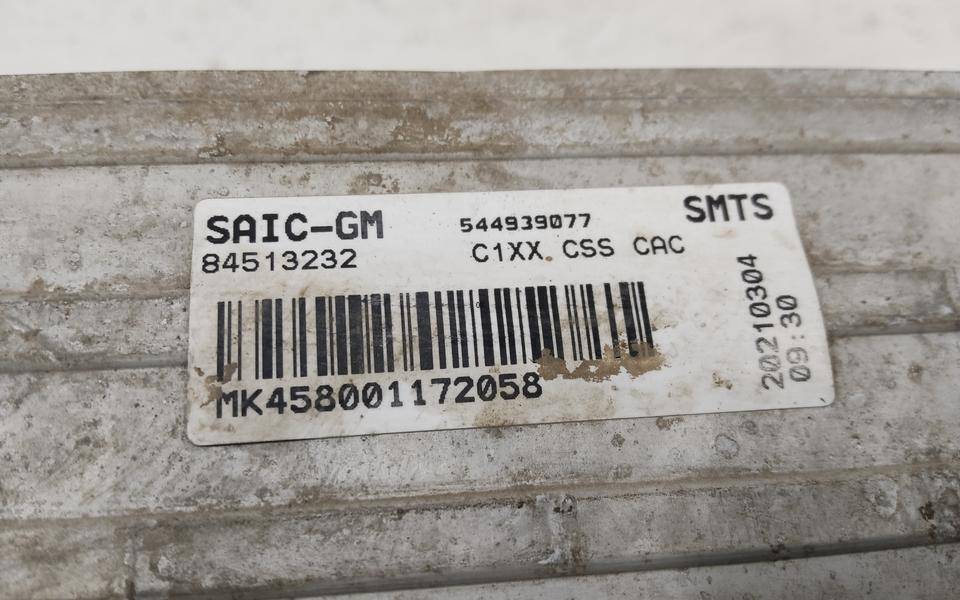 SAIC-GM
544939077
SMTS
84513232
C1XX CSS CAC
MK458001172058
20210304
09:30